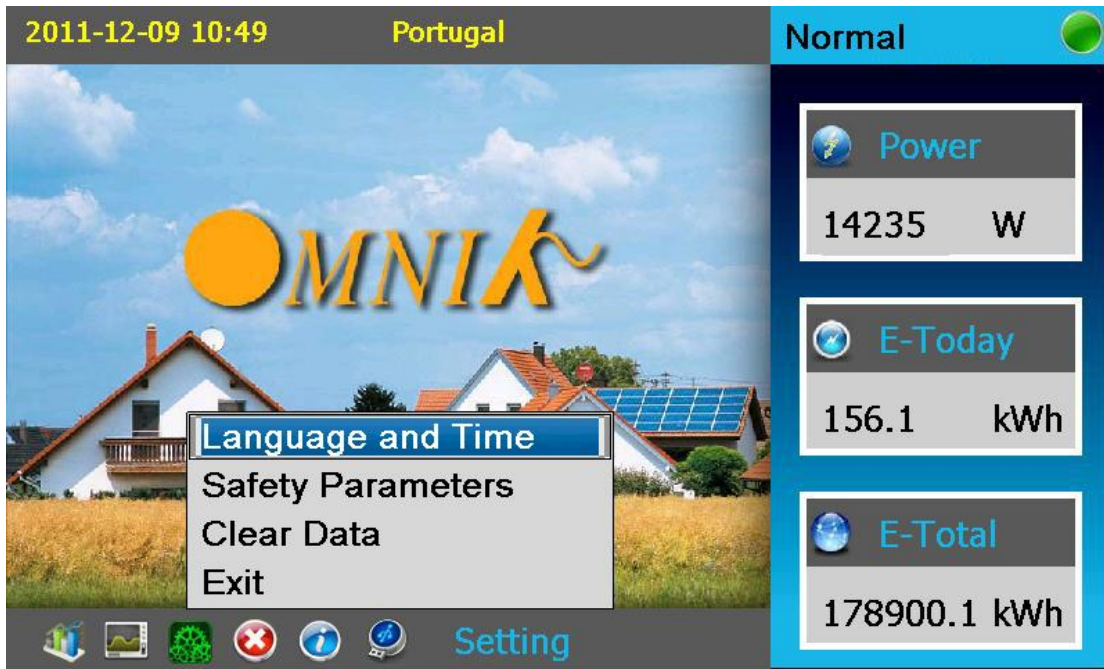 2011-12-09 10:49 Portugal
Normal
OMNIK
Power
14235 W
E-Today
156.1 kWh
E-Total
178900.1 kWh
Language and Time
Safety Parameters
Clear Data
Exit
Setting